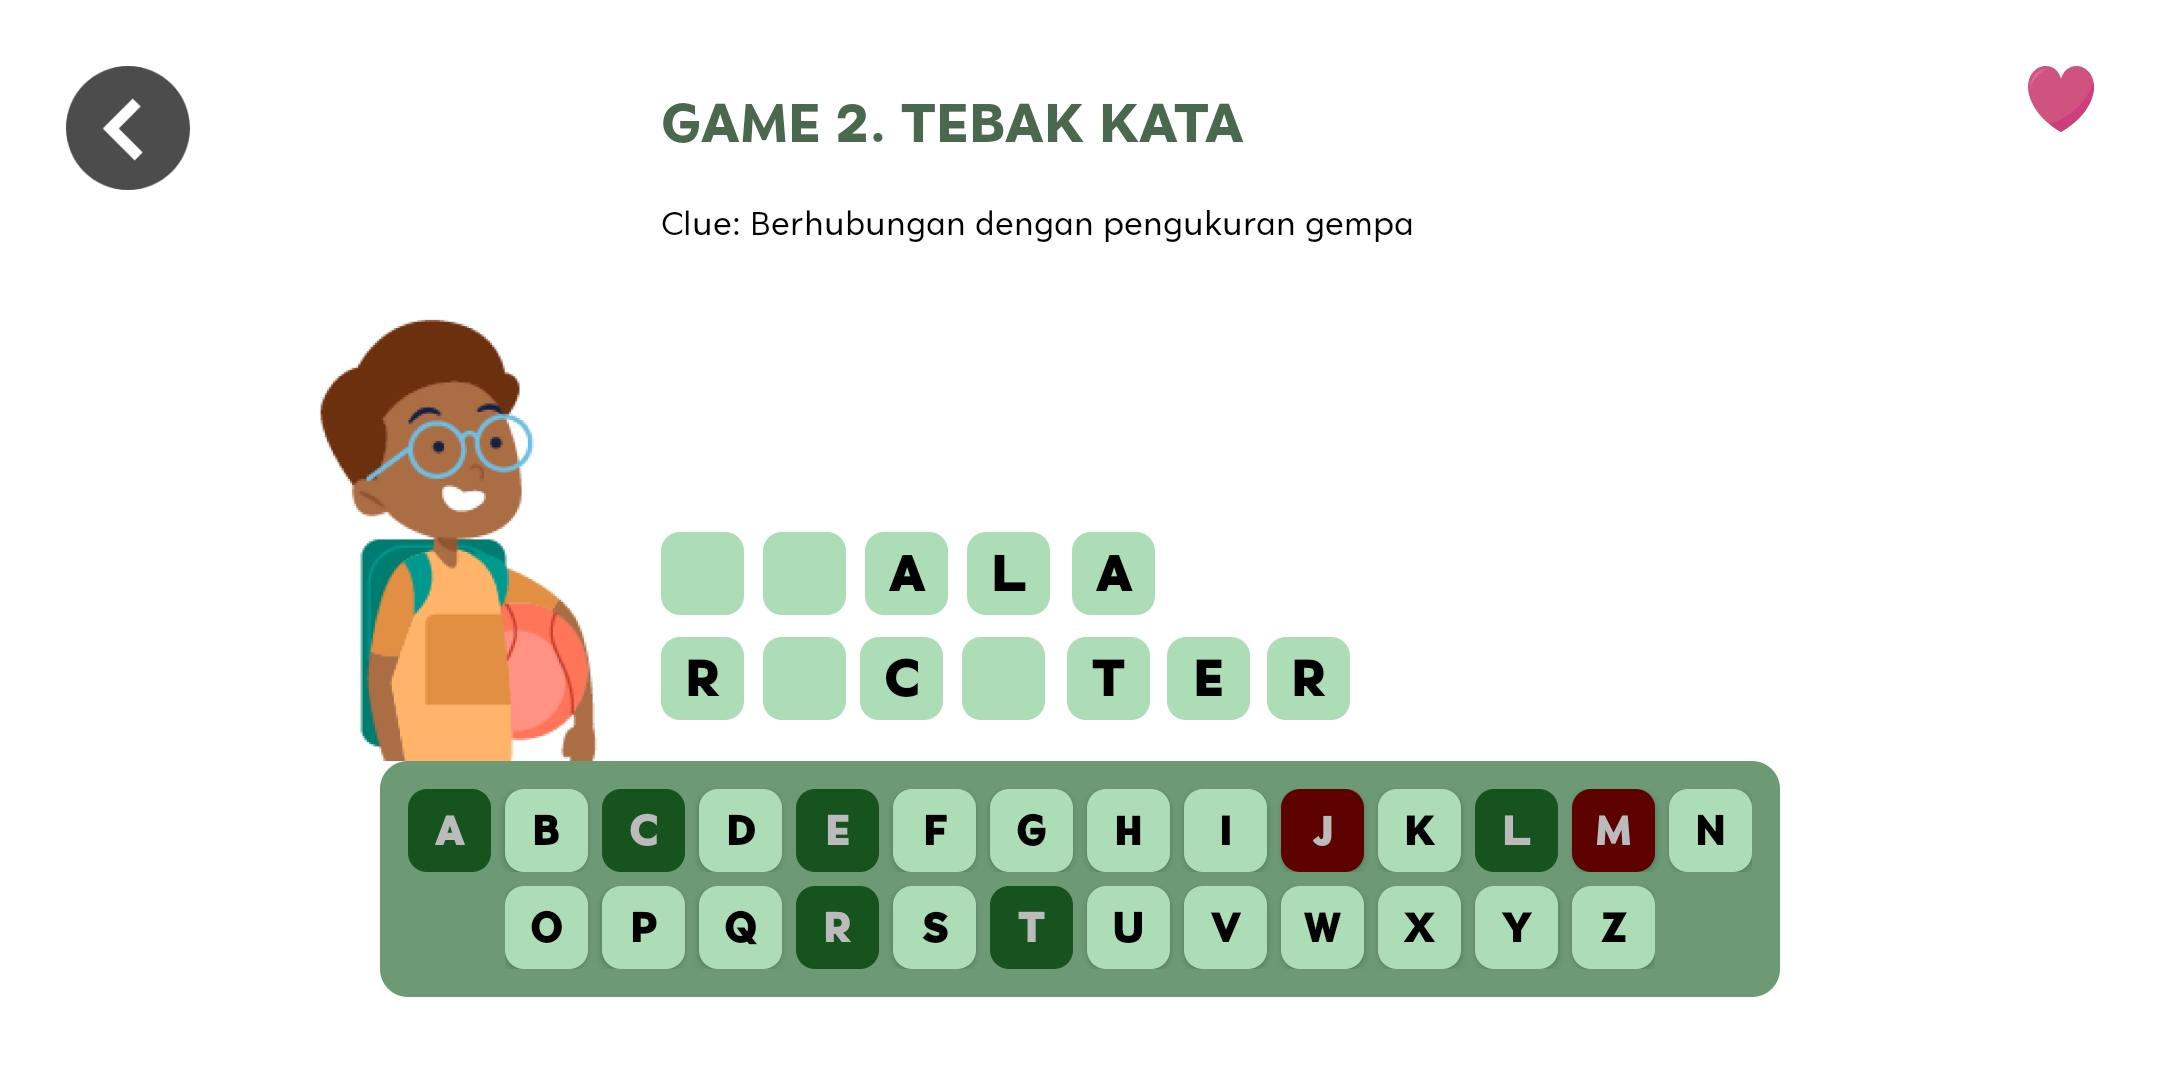 GAME 2. TEBAK KATA
Clue: Berhubungan dengan pengukuran gempa
A L A
R C T E R
A B C D E F G H I J K L M N
O P Q R S T U V W X Y Z